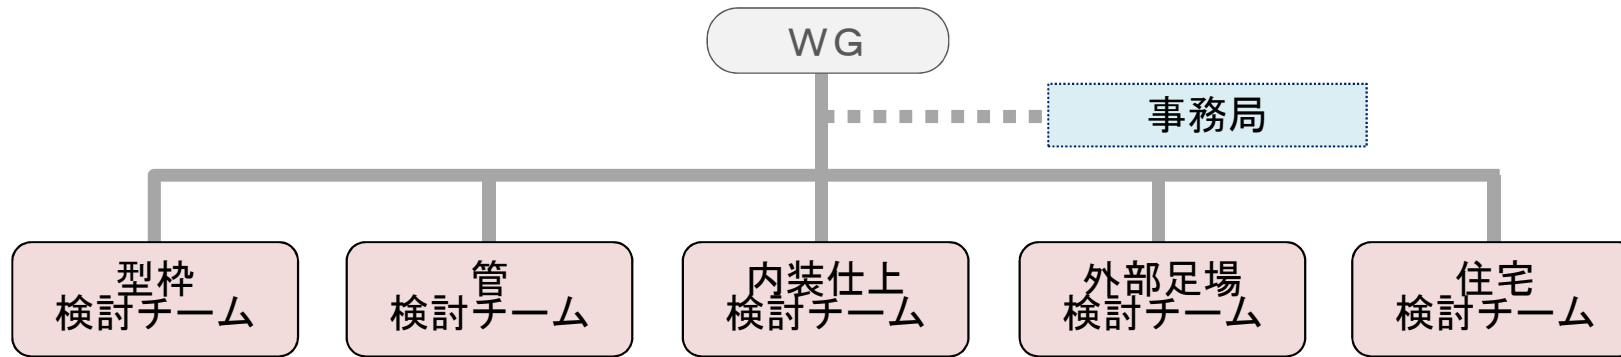 ＷＧ
事務局
型枠
検討チーム
管
検討チーム
内装仕上
検討チーム
外部足場
検討チーム
住宅
検討チーム